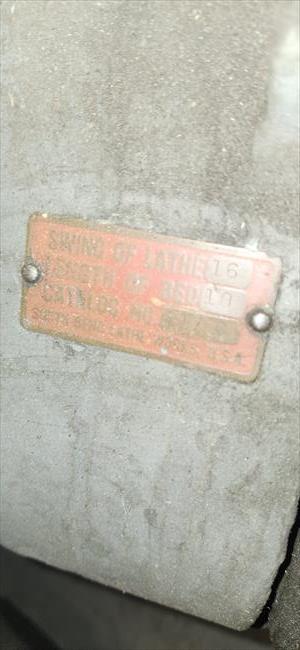 SWING OF LATHE 16
LENGTH OF BED 10
CATALOG NO.
SOUTH BEND LATHE WORKS, U.S.A.